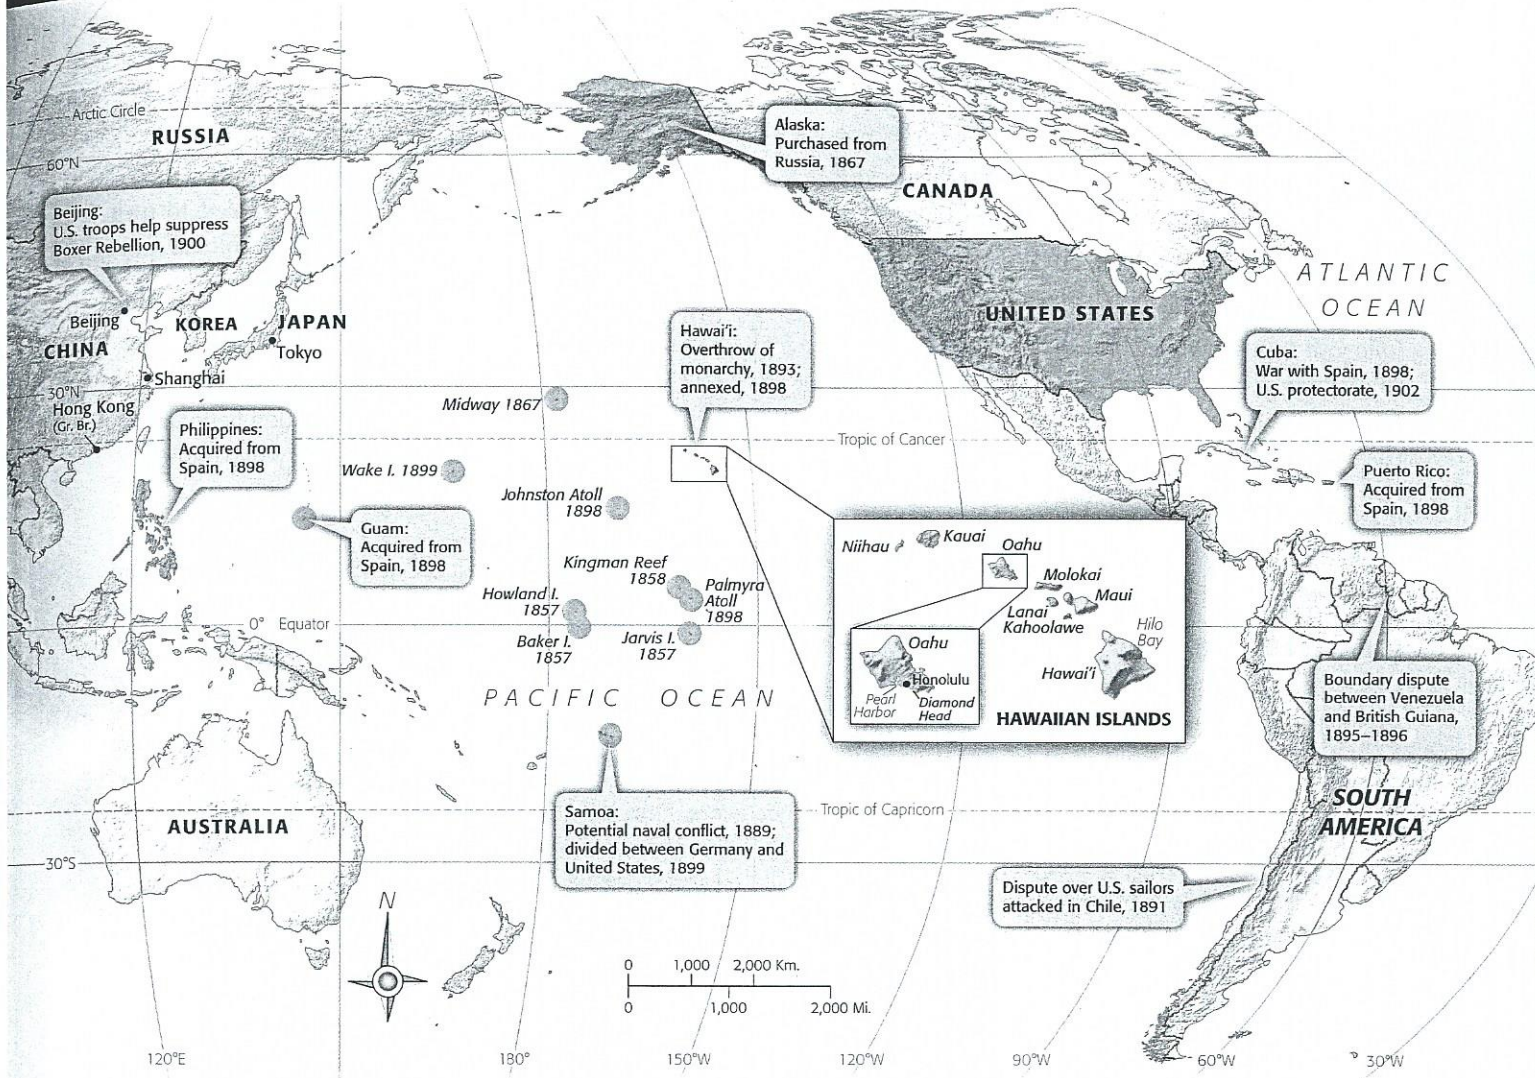 Arctic Circle
RUSSIA
60°N
Alaska:
Purchased from
Russia, 1867
CANADA
Beijing:
U.S. troops help suppress
Boxer Rebellion, 1900
ATLANTIC
OCEAN
UNITED STATES
Beijing
KOREA
JAPAN
Tokyo
CHINA
Shanghai
30°N
Hong Kong
(Gr. Br.)
Hawai'i:
Overthrow of
monarchy, 1893;
annexed, 1898
Cuba:
War with Spain, 1898;
U.S. protectorate, 1902
Midway 1867
Tropic of Cancer
Philippines:
Acquired from
Spain, 1898
Wake I. 1899
Johnston Atoll
1898
Puerto Rico:
Acquired from
Spain, 1898
Guam:
Acquired from
Spain, 1898
Kingman Reef
1858
Palmyra
Atoll
1898
Howland I.
1857
Baker I.
1857
Jarvis I.
1857
0° Equator
Niihau
Kauai
Oahu
Molokai
Maui
Lanai
Kahoolawe
Hilo
Bay
Hawai'i
Oahu
Honolulu
Pearl
Harbor
Diamond
Head
HAWAIIAN ISLANDS
PACIFIC OCEAN
Boundary dispute
between Venezuela
and British Guiana,
1895–1896
Samoa:
Potential naval conflict, 1889;
divided between Germany and
United States, 1899
Tropic of Capricorn
SOUTH
AMERICA
AUSTRALIA
30°S
Dispute over U.S. sailors
attacked in Chile, 1891
N
0 1,000 2,000 Km.
0 1,000 2,000 Mi.
120°E
180°
150°W
120°W
90°W
60°W
30°W